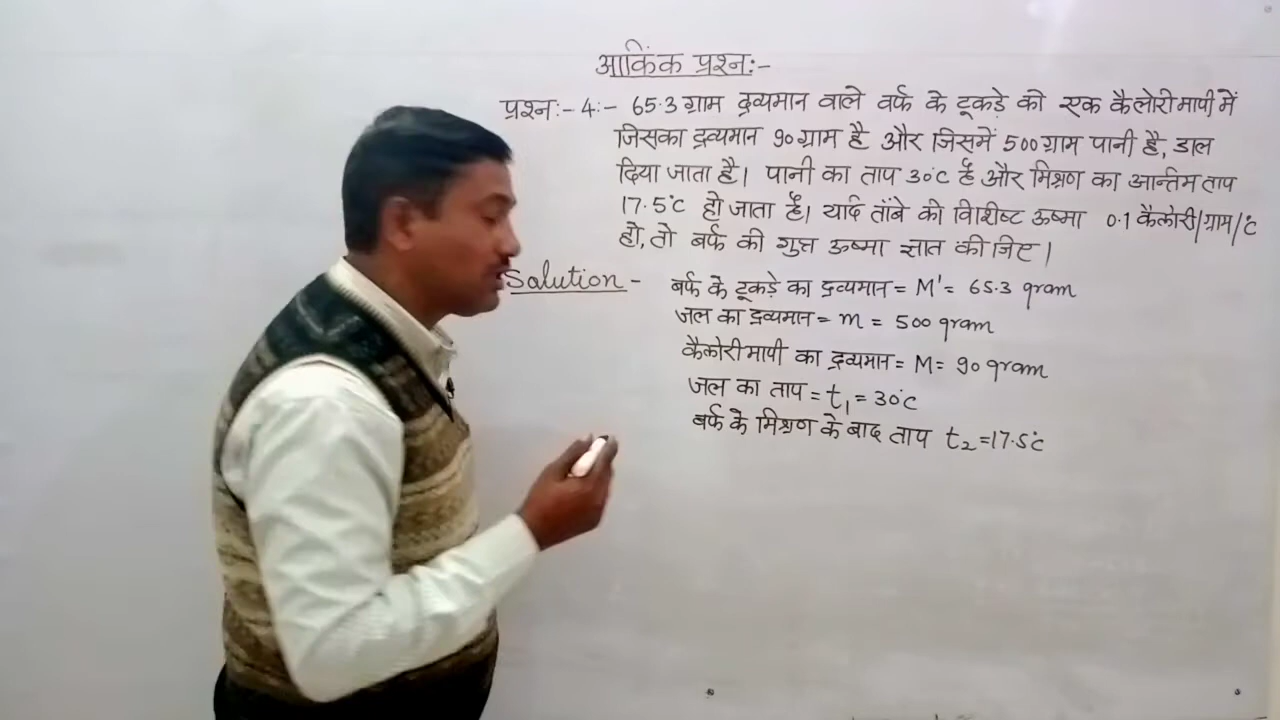 आकिंक प्रश्न:-
प्रश्न:- 4:- 65.3 ग्राम द्रव्यमान वाले बर्फ के टूकड़े को एक कैलोरीमापी में
जिसका द्रव्यमान 90 ग्राम है और जिसमें 500 ग्राम पानी है, डाल
दिया जाता है। पानी का ताप 30°C है और मिश्रण का अन्तिम ताप
17.5°C हो जाता है। यदि ताँबे की विशिष्ट ऊष्मा 0.1 कैलोरी/ग्राम/°C
हो, तो बर्फ की गुप्त ऊष्मा ज्ञात कीजिए।
Solution - बर्फ के टूकड़े का द्रव्यमान = M' = 65.3 gram
जल का द्रव्यमान = m = 500 gram
कैलोरीमापी का द्रव्यमान = M = 90 gram
जल का ताप = t₁ = 30°C
बर्फ के मिश्रण के बाद ताप t₂ = 17.5°C